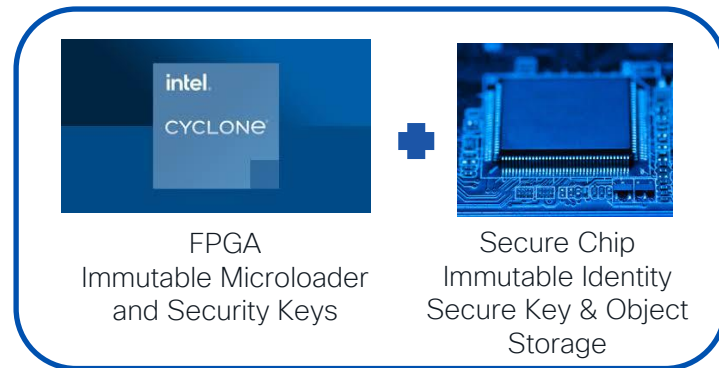 intel.
CYCLONE®
FPGA
Immutable Microloader
and Security Keys
Secure Chip
Immutable Identity
Secure Key & Object
Storage